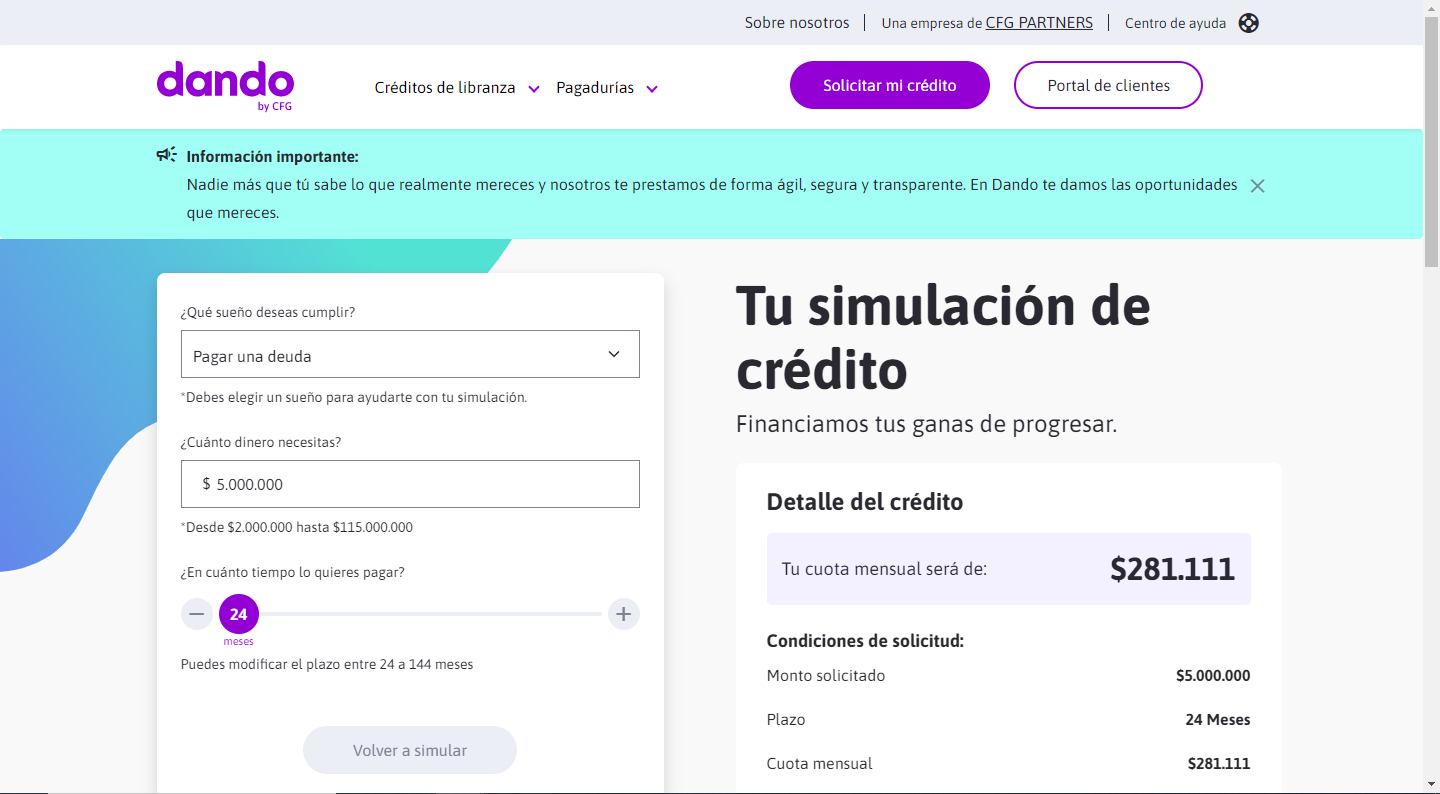 Sobre nosotros
Una empresa de CFG PARTNERS
Centro de ayuda
dando
by CFG
Créditos de libranza
Pagadurías
Solicitar mi crédito
Portal de clientes
Información importante:
Nadie más que tú sabe lo que realmente mereces y nosotros te prestamos de forma ágil, segura y transparente. En Dando te damos las oportunidades
que mereces.
¿Qué sueño deseas cumplir?
Pagar una deuda
*Debes elegir un sueño para ayudarte con tu simulación.
¿Cuánto dinero necesitas?
$ 5.000.000
*Desde $2.000.000 hasta $115.000.000
¿En cuánto tiempo lo quieres pagar?
24
meses
Puedes modificar el plazo entre 24 a 144 meses
Volver a simular
Tu simulación de
crédito
Financiamos tus ganas de progresar.
Detalle del crédito
Tu cuota mensual será de: $281.111
Condiciones de solicitud:
Monto solicitado $5.000.000
Plazo 24 Meses
Cuota mensual $281.111